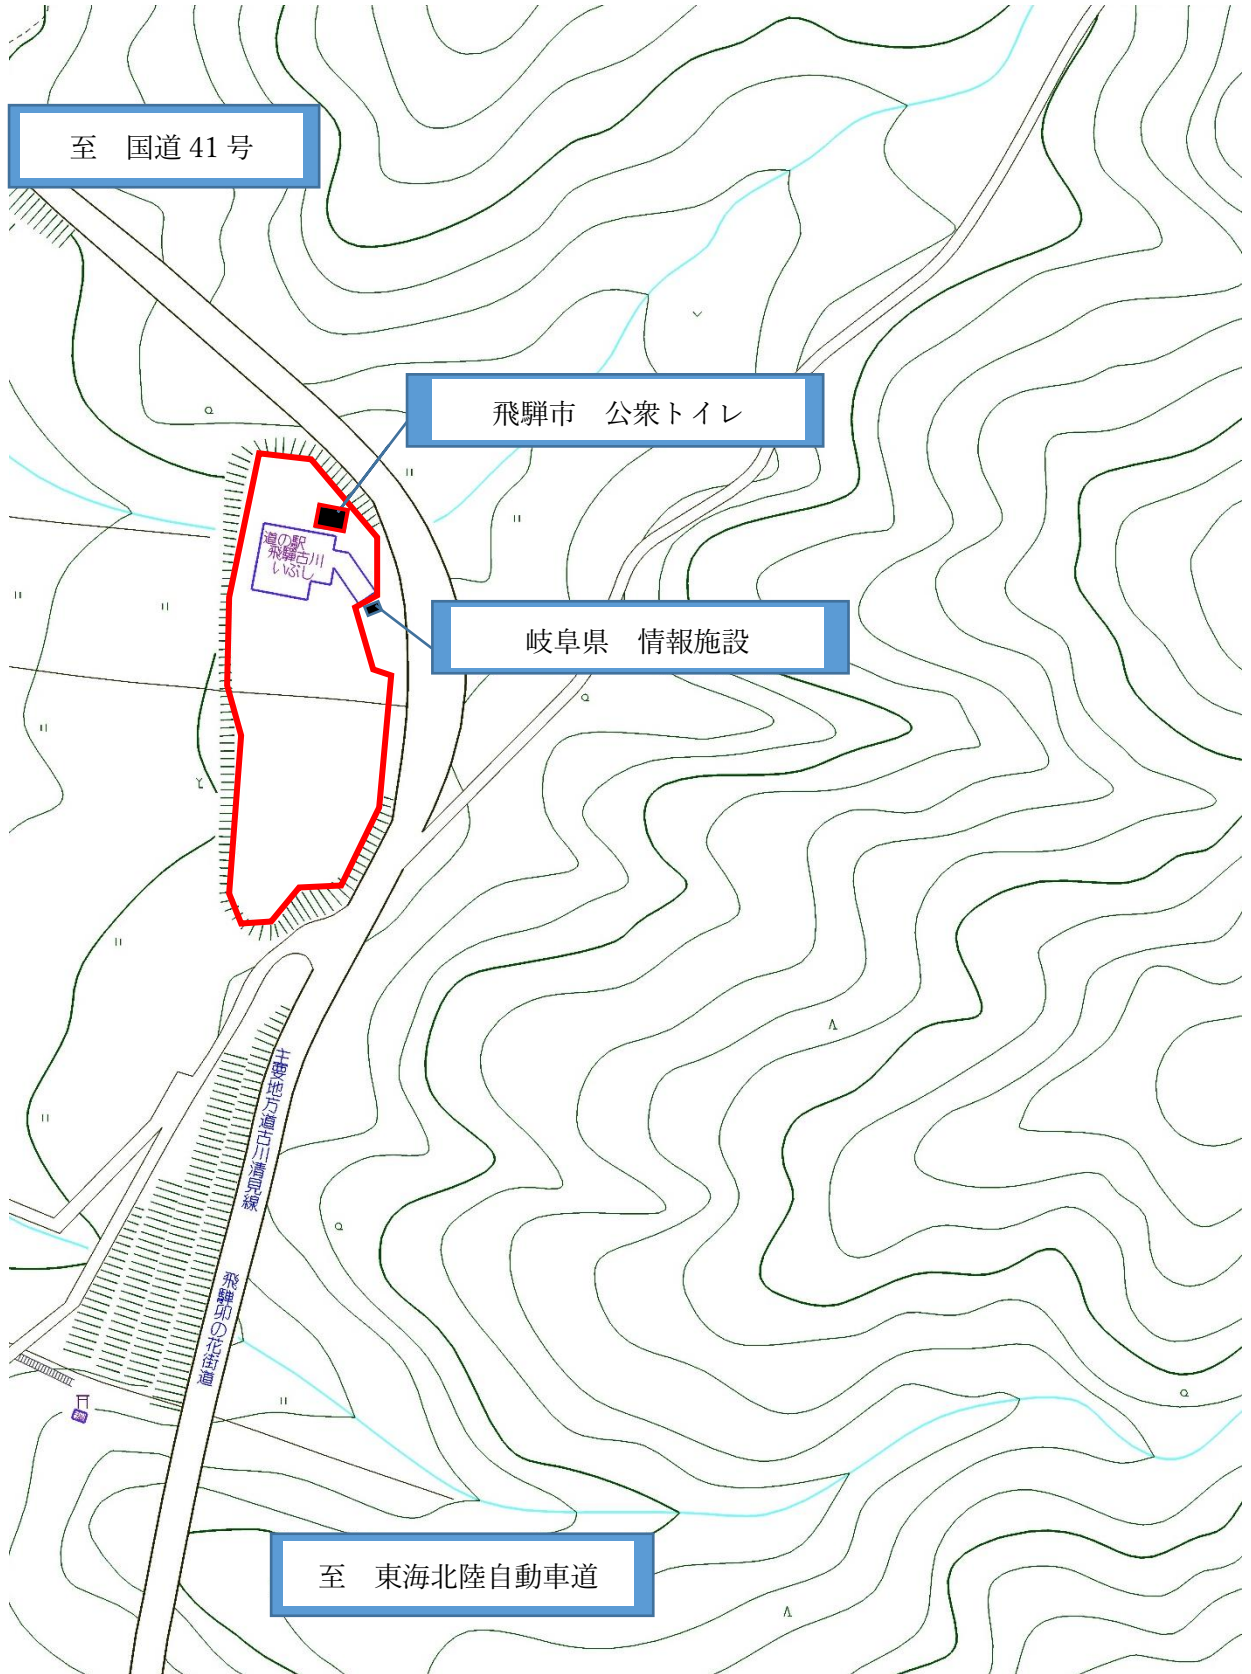 至　国道 41 号
飛騨市　公衆トイレ
道の駅
飛騨古川
いぶし
岐阜県　情報施設
主要地方道古川清見線
飛騨卯の花街道
至　東海北陸自動車道